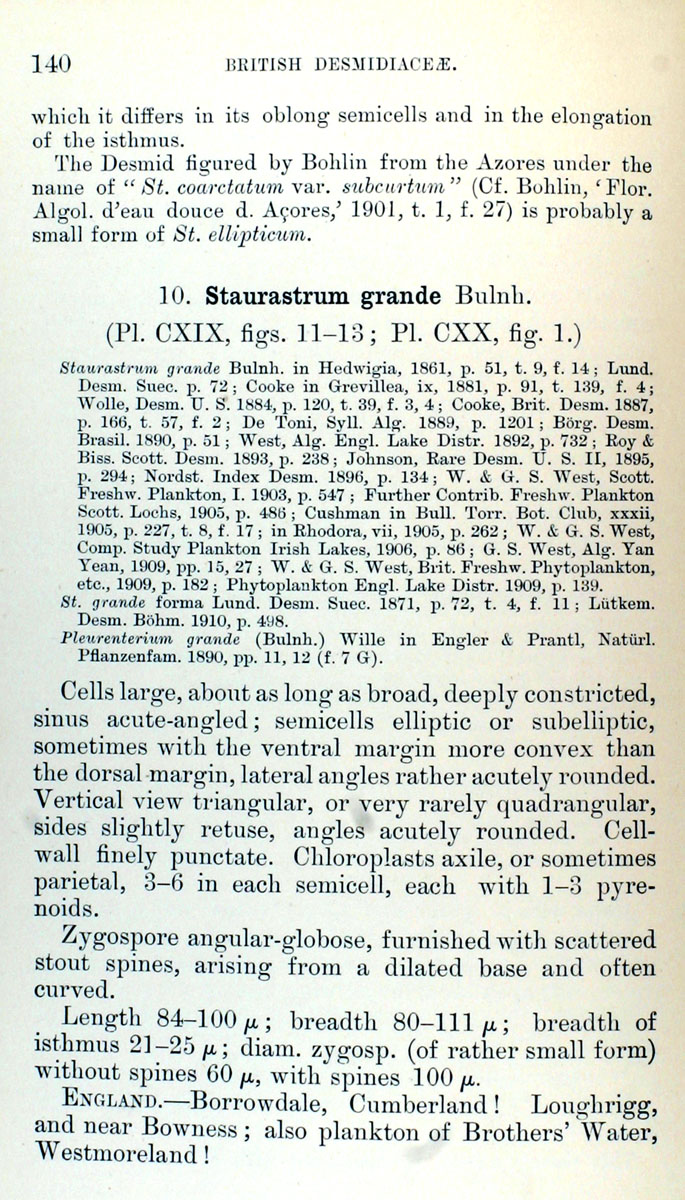 140
BRITISH DESMIDIACEÆ.
which it differs in its oblong semicells and in the elongation
of the isthmus.
The Desmid figured by Bohlin from the Azores under the
name of “ St. coarctatum var. subcurtum ” (Cf. Bohlin, ‘ Flor.
Algol. d’eau douce d. Açores,’ 1901, t. 1, f. 27) is probably a
small form of St. ellipticum.
10. Staurastrum grande Bulnh.
(Pl. CXIX, figs. 11–13 ; Pl. CXX, fig. 1.)
Staurastrum grande Bulnh. in Hedwigia, 1861, p. 51, t. 9, f. 14 ; Lund.
Desm. Suec. p. 72 ; Cooke in Grevillea, ix, 1881, p. 91, t. 139, f. 4 ;
Wolle, Desm. U. S. 1884, p. 120, t. 39, f. 3, 4 ; Cooke, Brit. Desm. 1887,
p. 166, t. 57, f. 2 ; De Toni, Syll. Alg. 1889, p. 1201 ; Börg. Desm.
Brasil. 1890, p. 51 ; West, Alg. Engl. Lake Distr. 1892, p. 732 ; Roy &
Biss. Scott. Desm. 1893, p. 238 ; Johnson, Rare Desm. U. S. II, 1895,
p. 294 ; Nordst. Index Desm. 1896, p. 134 ; W. & G. S. West, Scott.
Freshw. Plankton, I. 1903, p. 547 ; Further Contrib. Freshw. Plankton
Scott. Lochs, 1905, p. 486 ; Cushman in Bull. Torr. Bot. Club, xxxii,
1905, p. 227, t. 8, f. 17 ; in Rhodora, vii, 1905, p. 262 ; W. & G. S. West,
Comp. Study Plankton Irish Lakes, 1906, p. 86 ; G. S. West, Alg. Yan
Yean, 1909, pp. 15, 27 ; W. & G. S. West, Brit. Freshw. Phytoplankton,
etc., 1909, p. 182 ; Phytoplankton Engl. Lake Distr. 1909, p. 139.
St. grande forma Lund. Desm. Suec. 1871, p. 72, t. 4, f. 11 ; Lütkem.
Desm. Böhm. 1910, p. 498.
Pleurenterium grande (Bulnh.) Wille in Engler & Prantl, Natürl.
Pflanzenfam. 1890, pp. 11, 12 (f. 7 G).
Cells large, about as long as broad, deeply constricted,
sinus acute-angled ; semicells elliptic or subelliptic,
sometimes with the ventral margin more convex than
the dorsal margin, lateral angles rather acutely rounded.
Vertical view triangular, or very rarely quadrangular,
sides slightly retuse, angles acutely rounded. Cell-
wall finely punctate. Chloroplasts axile, or sometimes
parietal, 3–6 in each semicell, each with 1–3 pyre-
noids.
Zygospore angular-globose, furnished with scattered
stout spines, arising from a dilated base and often
curved.
Length 84–100 μ ; breadth 80–111 μ ; breadth of
isthmus 21–25 μ ; diam. zygosp. (of rather small form)
without spines 60 μ, with spines 100 μ.
ENGLAND.—Borrowdale, Cumberland ! Loughrigg,
and near Bowness ; also plankton of Brothers’ Water,
Westmoreland !